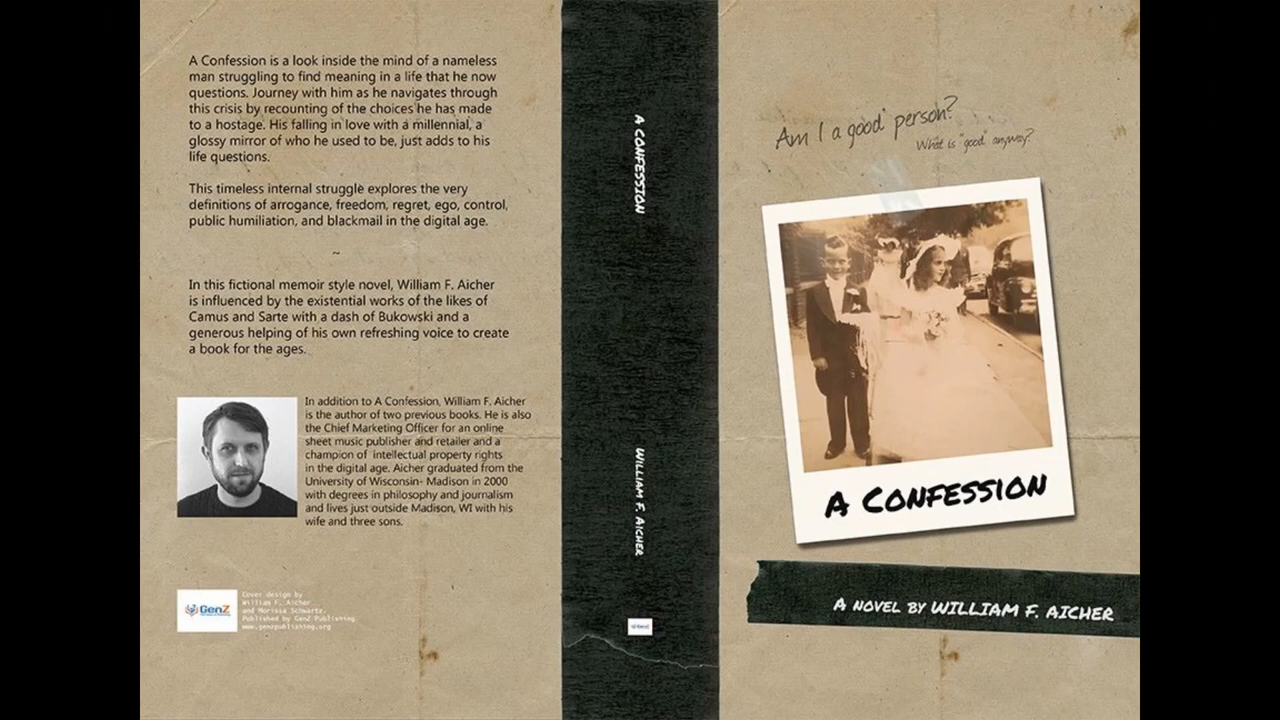 A Confession is a look inside the mind of a nameless
man struggling to find meaning in a life that he now
questions. Journey with him as he navigates through
this crisis by recounting of the choices he has made
to a hostage. His falling in love with a millennial, a
glossy mirror of who he used to be, just adds to his
life questions.
This timeless internal struggle explores the very
definitions of arrogance, freedom, regret, ego, control,
public humiliation, and blackmail in the digital age.
~
In this fictional memoir style novel, William F. Aicher
is influenced by the existential works of the likes of
Camus and Sarte with a dash of Bukowski and a
generous helping of his own refreshing voice to create
a book for the ages.
In addition to A Confession, William F. Aicher
is the author of two previous books. He is also
the Chief Marketing Officer for an online
sheet music publisher and retailer and a
champion of intellectual property rights
in the digital age. Aicher graduated from the
University of Wisconsin- Madison in 2000
with degrees in philosophy and journalism
and lives just outside Madison, WI with his
wife and three sons.
GenZ
Cover design by
William F. Aicher
and Morissa Schwartz.
Published by GenZ Publishing.
www.genzpublishing.org
A CONFESSION
WILLIAM F. AICHER
Am I a "good" person?
What is "good" anyway?
A CONFESSION
A NOVEL BY WILLIAM F. AICHER